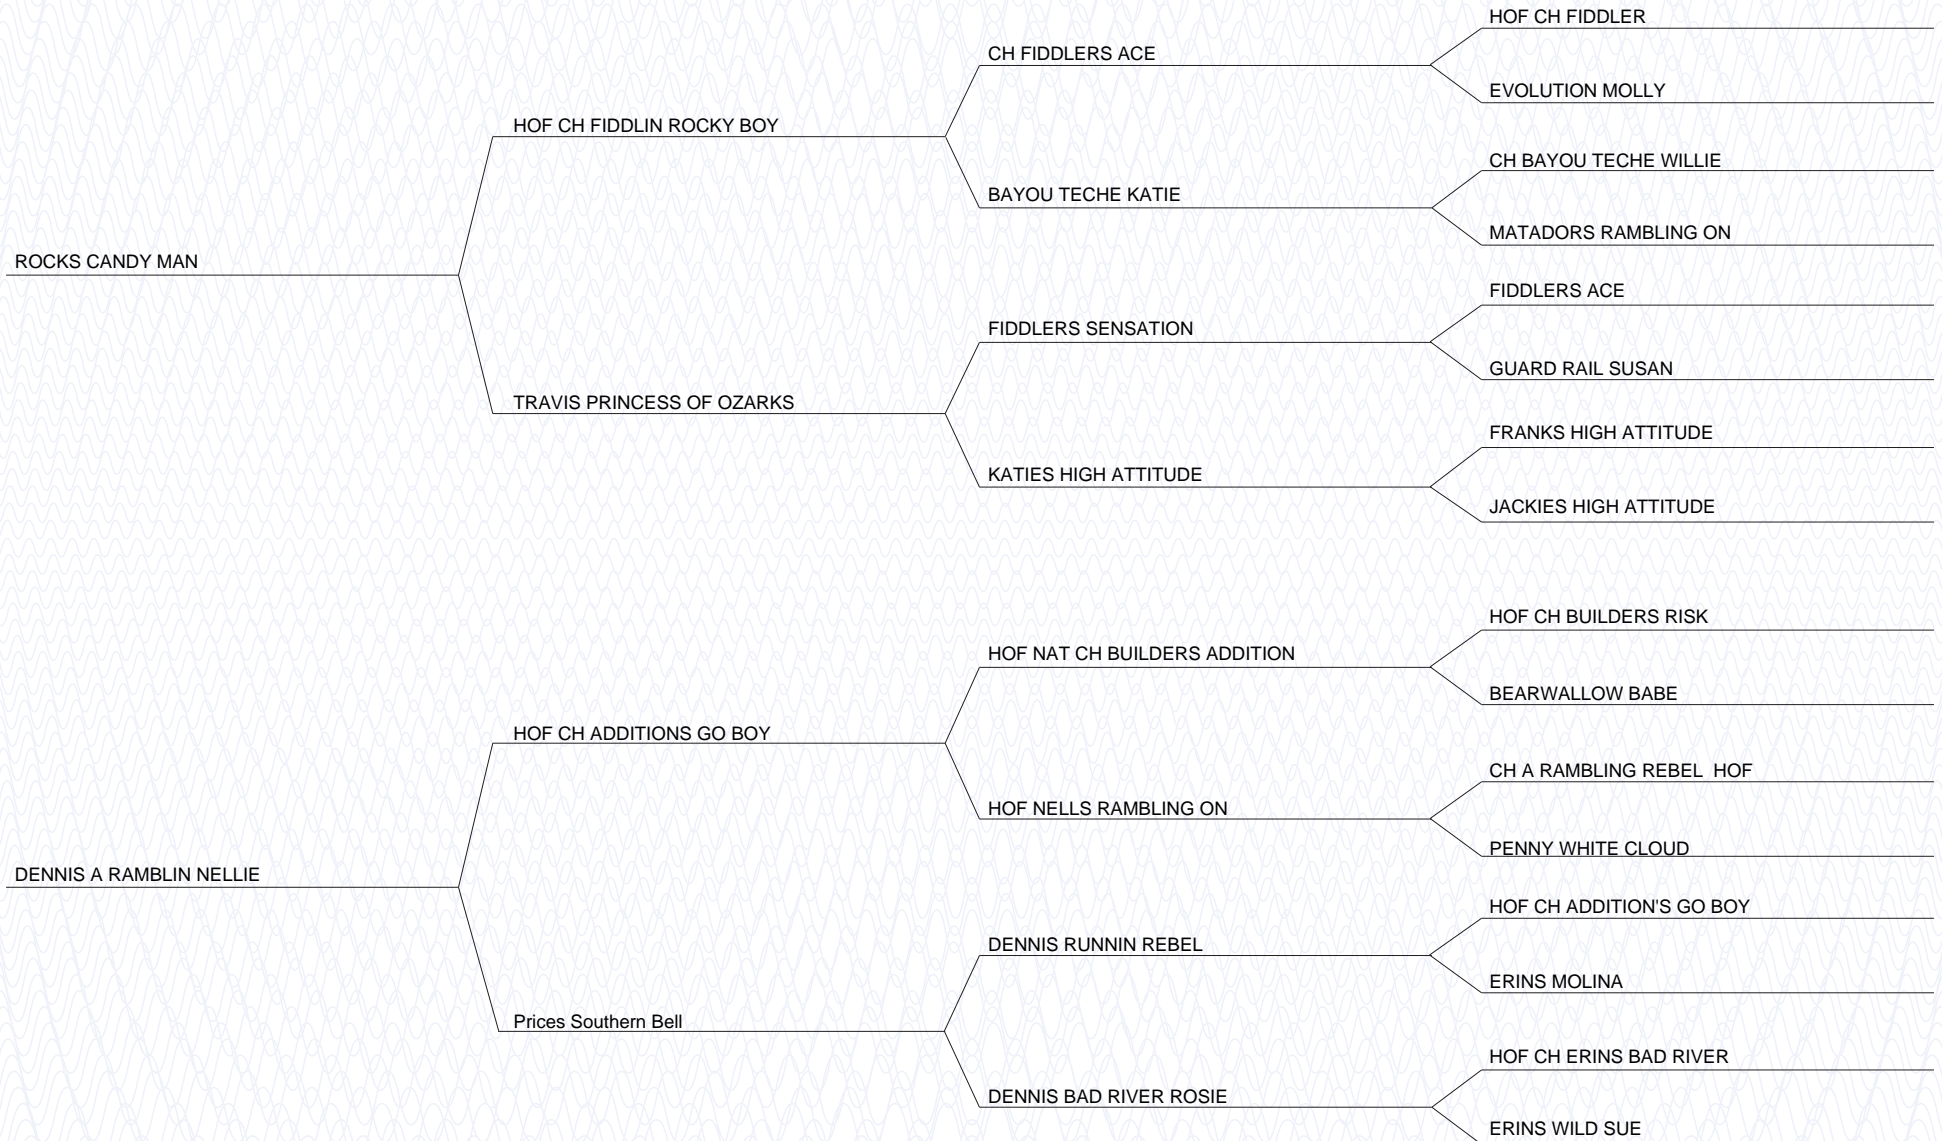 HOF CH FIDDLER
CH FIDDLERS ACE
EVOLUTION MOLLY
HOF CH FIDDLIN ROCKY BOY
CH BAYOU TECHE WILLIE
BAYOU TECHE KATIE
MATADORS RAMBLING ON
ROCKS CANDY MAN
FIDDLERS ACE
FIDDLERS SENSATION
GUARD RAIL SUSAN
TRAVIS PRINCESS OF OZARKS
FRANKS HIGH ATTITUDE
KATIES HIGH ATTITUDE
JACKIES HIGH ATTITUDE
HOF CH BUILDERS RISK
HOF NAT CH BUILDERS ADDITION
BEARWALLOW BABE
HOF CH ADDITIONS GO BOY
CH A RAMBLING REBEL  HOF
HOF NELLS RAMBLING ON
PENNY WHITE CLOUD
DENNIS A RAMBLIN NELLIE
HOF CH ADDITION'S GO BOY
DENNIS RUNNIN REBEL
ERINS MOLINA
Prices Southern Bell
HOF CH ERINS BAD RIVER
DENNIS BAD RIVER ROSIE
ERINS WILD SUE